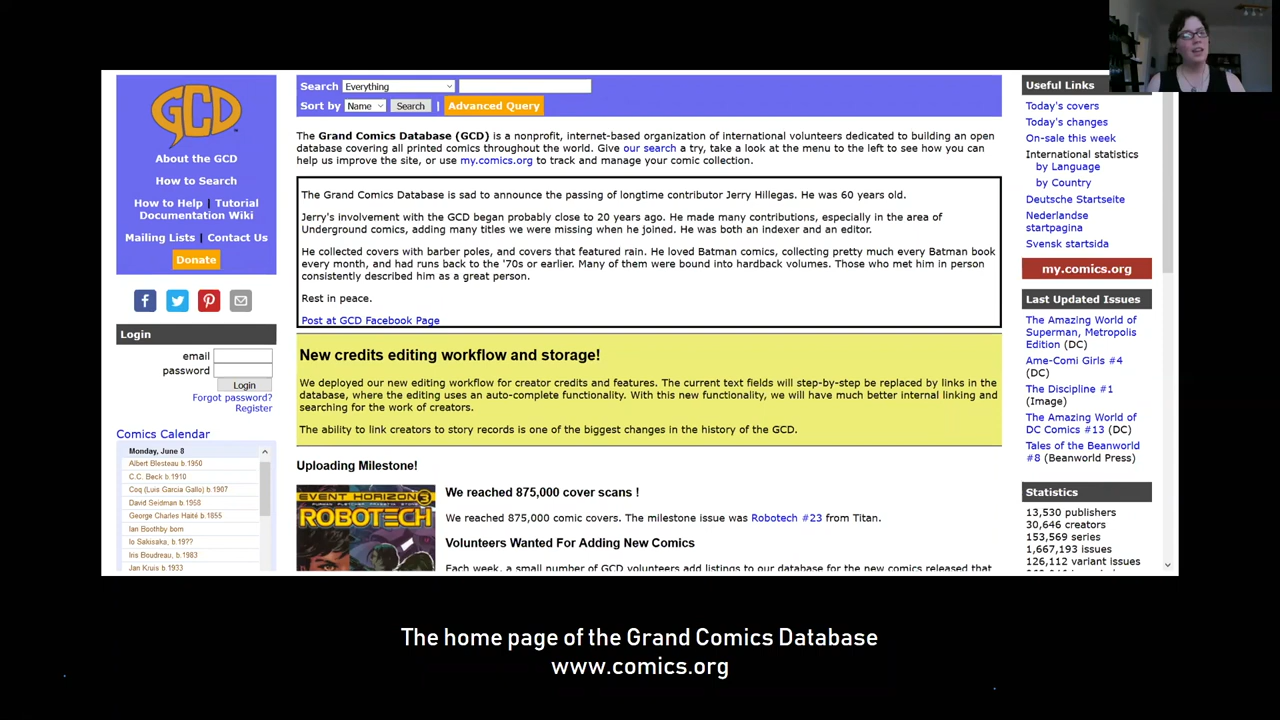 GCD
About the GCD
How to Search
How to Help | Tutorial
Documentation Wiki
Mailing Lists | Contact Us
Donate
Login
email
password
Login
Forgot password?
Register
Comics Calendar
Monday, June 8
Albert Blesteau b.1950
C.C. Beck b.1910
Coq (Luis Garcia Gallo) b.1907
David Seidman b.1958
George Charles Haité b.1855
Ian Boothby born
Io Sakisaka, b.19??
Iris Boudreau, b.1983
Jan Kruis b.1933
Search Everything
Sort by Name Search | Advanced Query
The Grand Comics Database (GCD) is a nonprofit, internet-based organization of international volunteers dedicated to building an open
database covering all printed comics throughout the world. Give our search a try, take a look at the menu to the left to see how you can
help us improve the site, or use my.comics.org to track and manage your comic collection.
The Grand Comics Database is sad to announce the passing of longtime contributor Jerry Hillegas. He was 60 years old.
Jerry's involvement with the GCD began probably close to 20 years ago. He made many contributions, especially in the area of
Underground comics, adding many titles we were missing when he joined. He was both an indexer and an editor.
He collected covers with barber poles, and covers that featured rain. He loved Batman comics, collecting pretty much every Batman book
every month, and had runs back to the '70s or earlier. Many of them were bound into hardback volumes. Those who met him in person
consistently described him as a great person.
Rest in peace.
Post at GCD Facebook Page
New credits editing workflow and storage!
We deployed our new editing workflow for creator credits and features. The current text fields will step-by-step be replaced by links in the
database, where the editing uses an auto-complete functionality. With this new functionality, we will have much better internal linking and
searching for the work of creators.
The ability to link creators to story records is one of the biggest changes in the history of the GCD.
Uploading Milestone!
EVENT HORIZON 3
ROBOTECH
We reached 875,000 cover scans !
We reached 875,000 comic covers. The milestone issue was Robotech #23 from Titan.
Volunteers Wanted For Adding New Comics
Each week, a small number of GCD volunteers add listings to our database for the new comics released that
Useful Links
Today's covers
Today's changes
On-sale this week
International statistics
by Language
by Country
Deutsche Startseite
Nederlandse
startpagina
Svensk startsida
my.comics.org
Last Updated Issues
The Amazing World of
Superman, Metropolis
Edition (DC)
Ame-Comi Girls #4
(DC)
The Discipline #1
(Image)
The Amazing World of
DC Comics #13 (DC)
Tales of the Beanworld
#8 (Beanworld Press)
Statistics
13,530 publishers
30,646 creators
153,569 series
1,667,193 issues
126,112 variant issues
The home page of the Grand Comics Database
www.comics.org